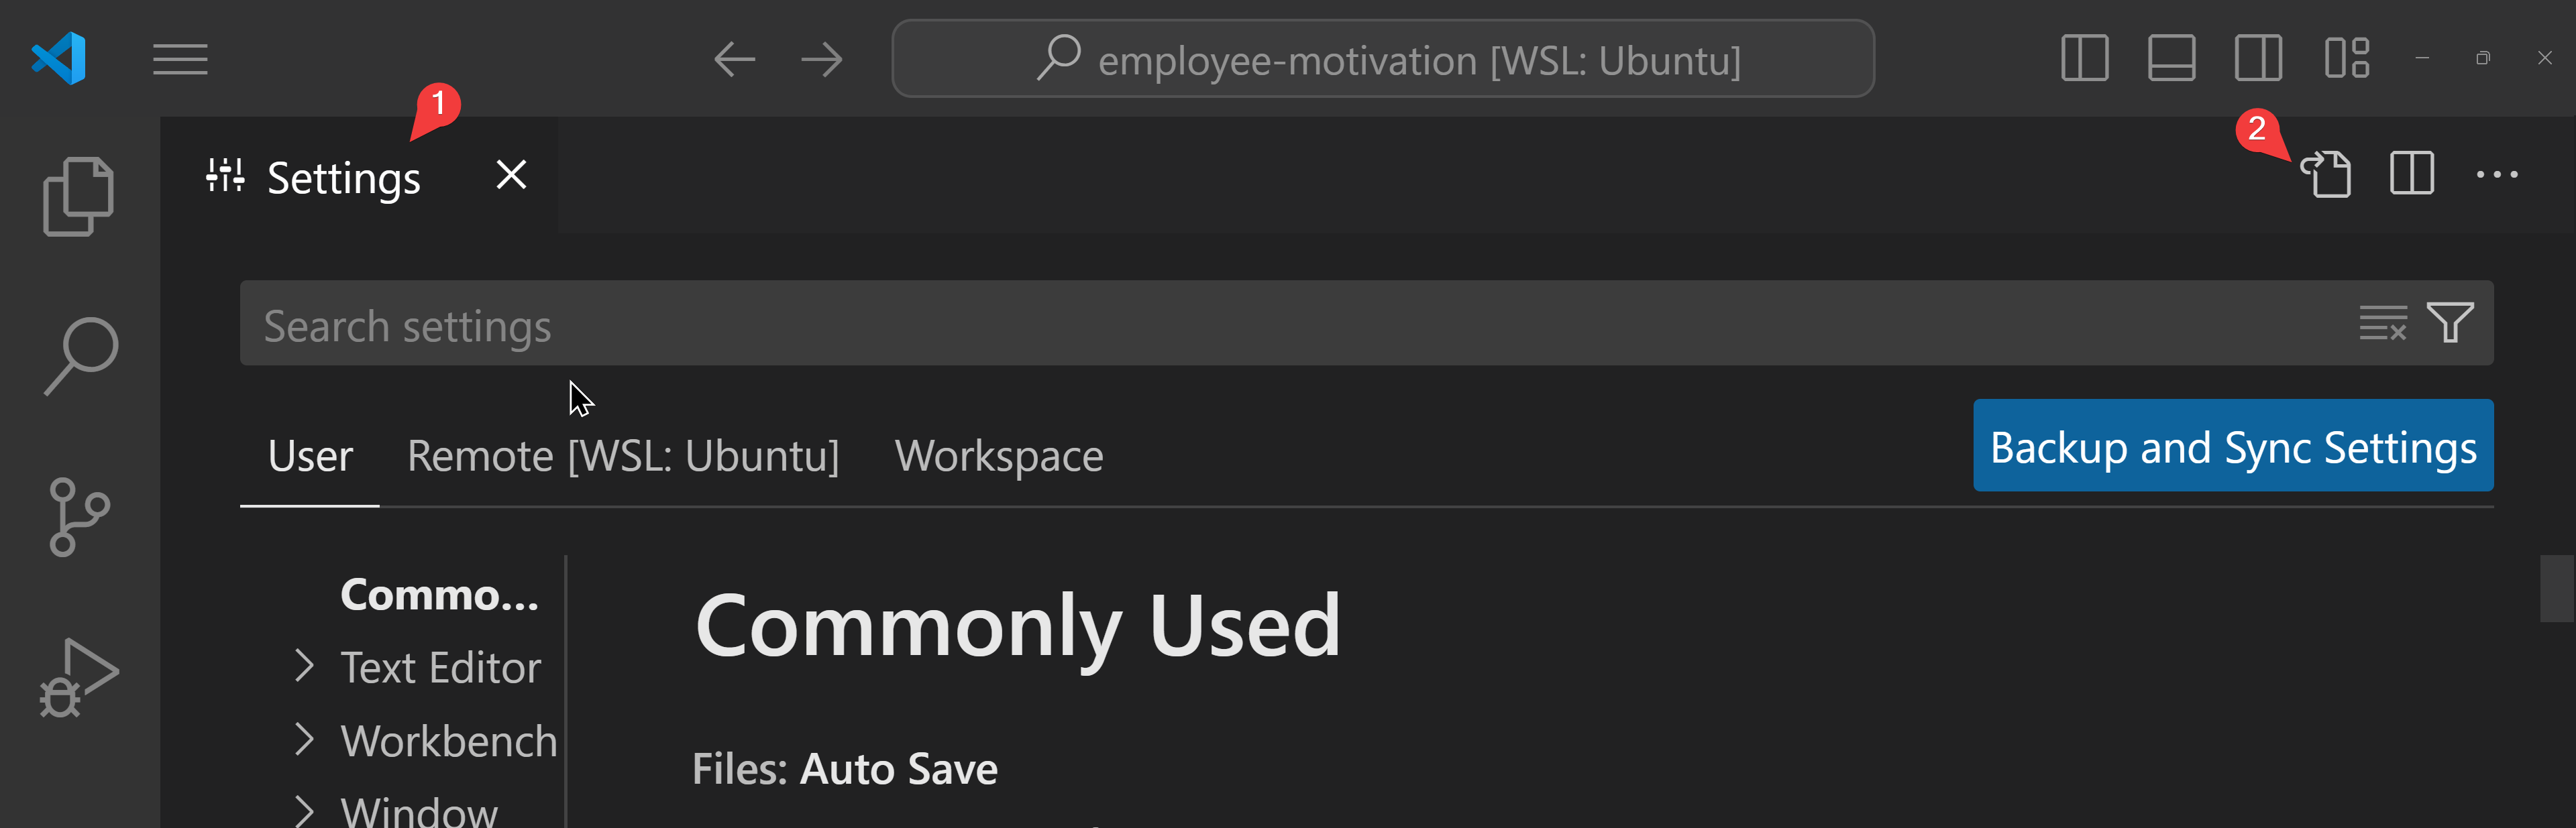 employee-motivation [WSL: Ubuntu]
1
2
Settings
Search settings
User Remote [WSL: Ubuntu] Workspace
Backup and Sync Settings
Commo...
Text Editor
Workbench
Window
Commonly Used
Files: Auto Save